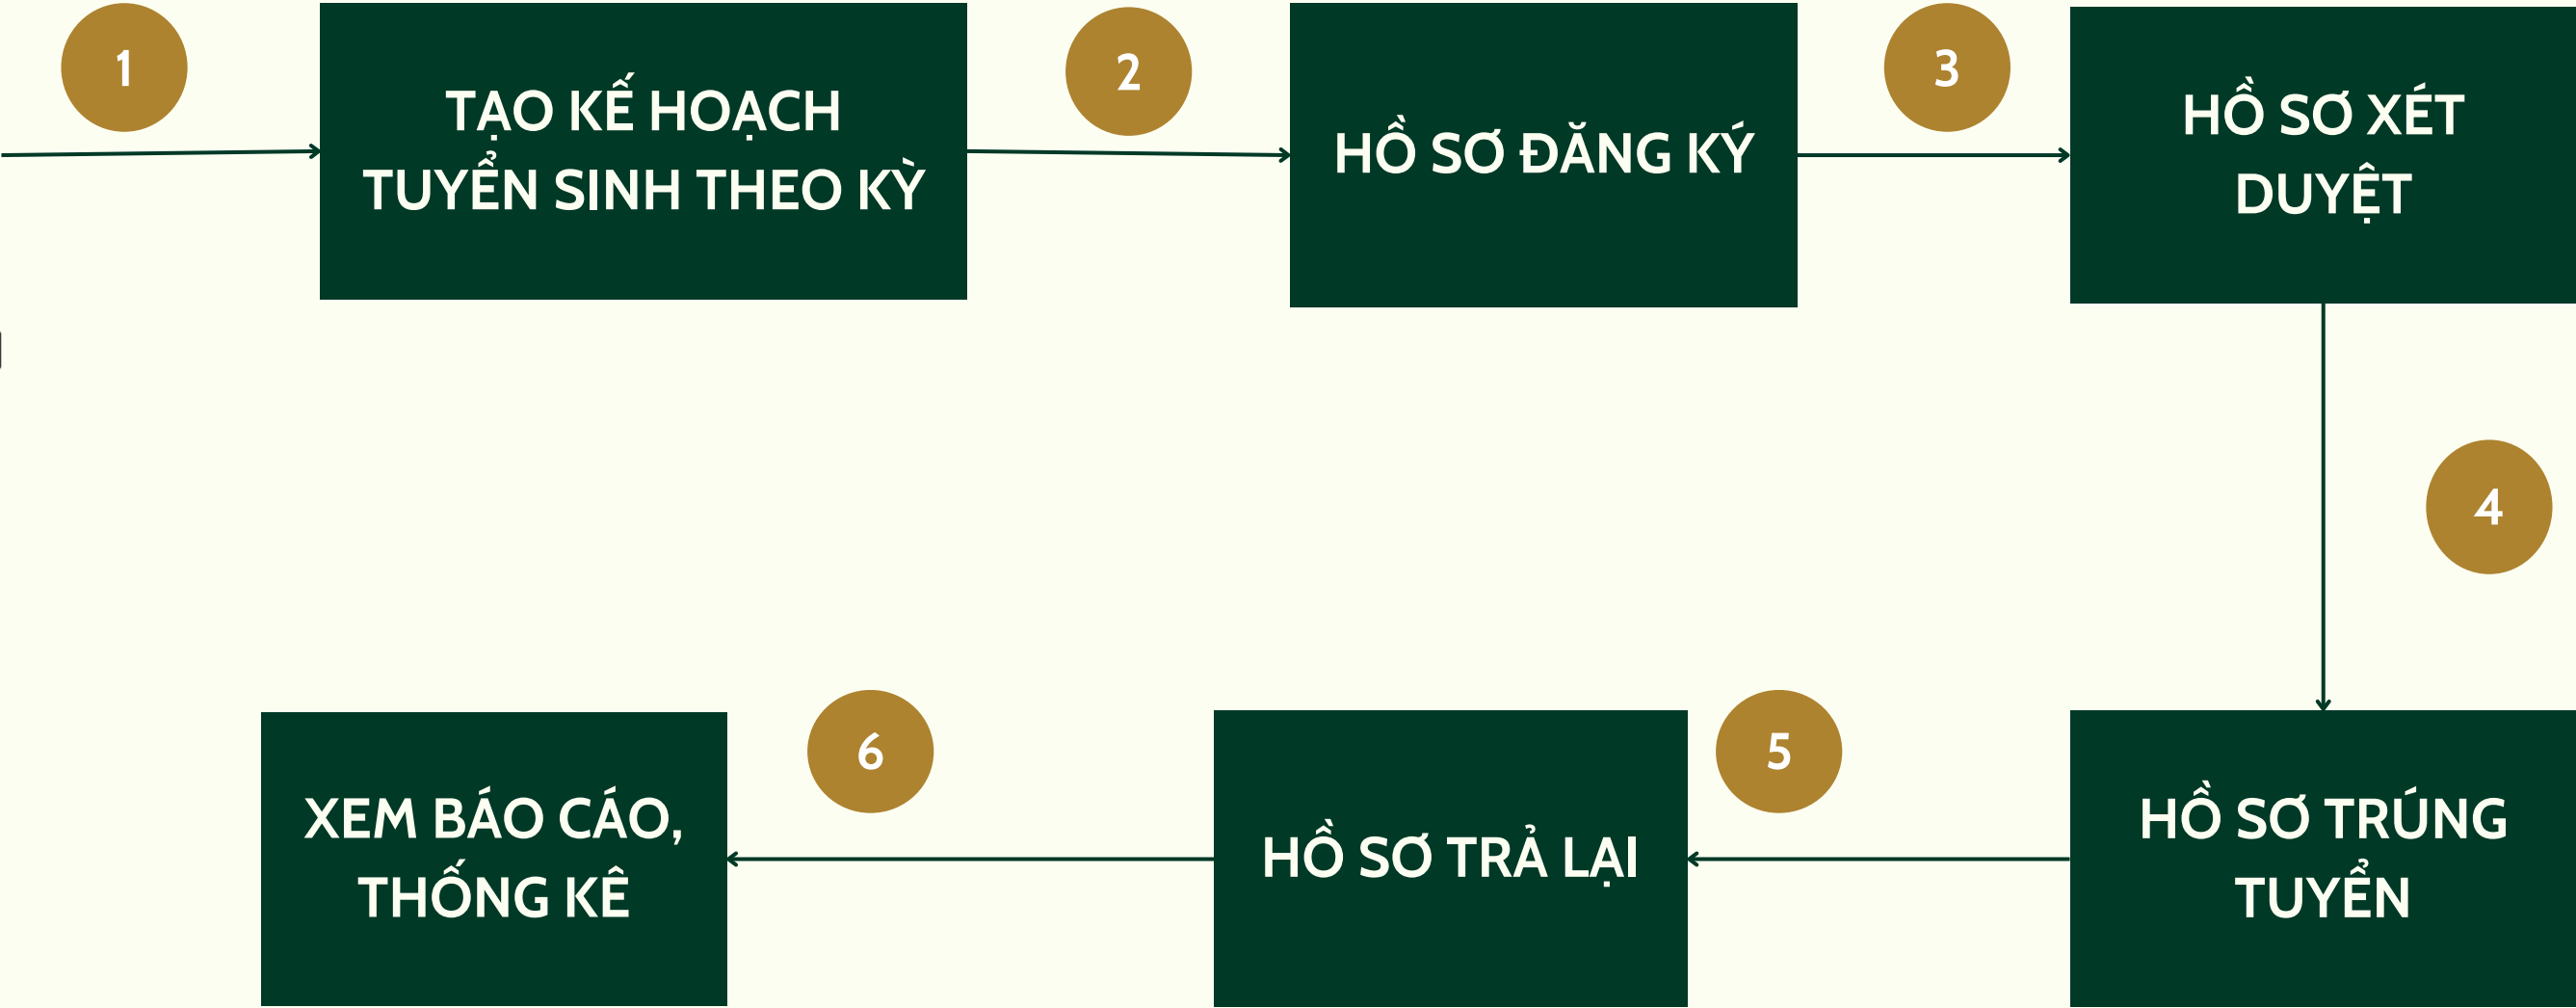 1
TẠO KẾ HOẠCH
TUYỂN SINH THEO KỲ
2
HỒ SƠ ĐĂNG KÝ
3
HỒ SƠ XÉT
DUYỆT
4
HỒ SƠ TRÚNG
TUYỂN
5
HỒ SƠ TRẢ LẠI
6
XEM BÁO CÁO,
THỐNG KÊ